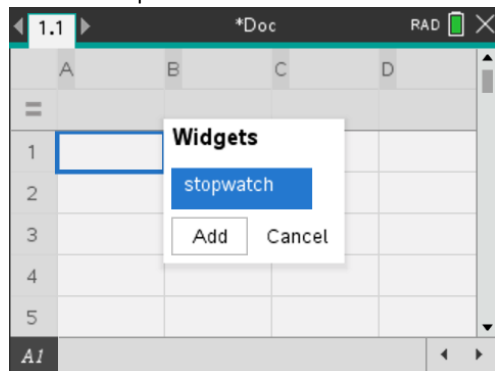 1.1 *Doc RAD
A B C D
=
1
2
3
4
5
Widgets
stopwatch
Add Cancel
A1